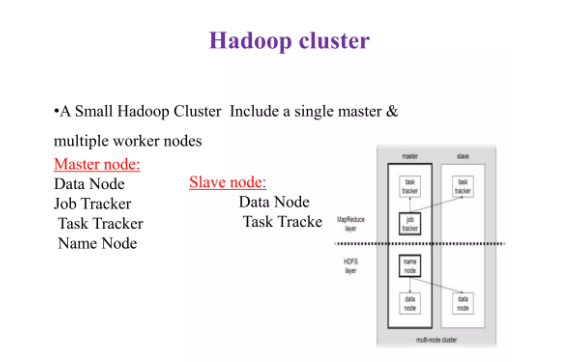 Hadoop cluster
•A Small Hadoop Cluster Include a single master &
multiple worker nodes
Master node:
Data Node
Job Tracker
Task Tracker
Name Node
Slave node:
Data Node
Task Tracke
master
slave
task
tracker
task
tracker
MapReduce
layer
job
tracker
HDFS
layer
name
node
data
node
data
node
multi-node cluster